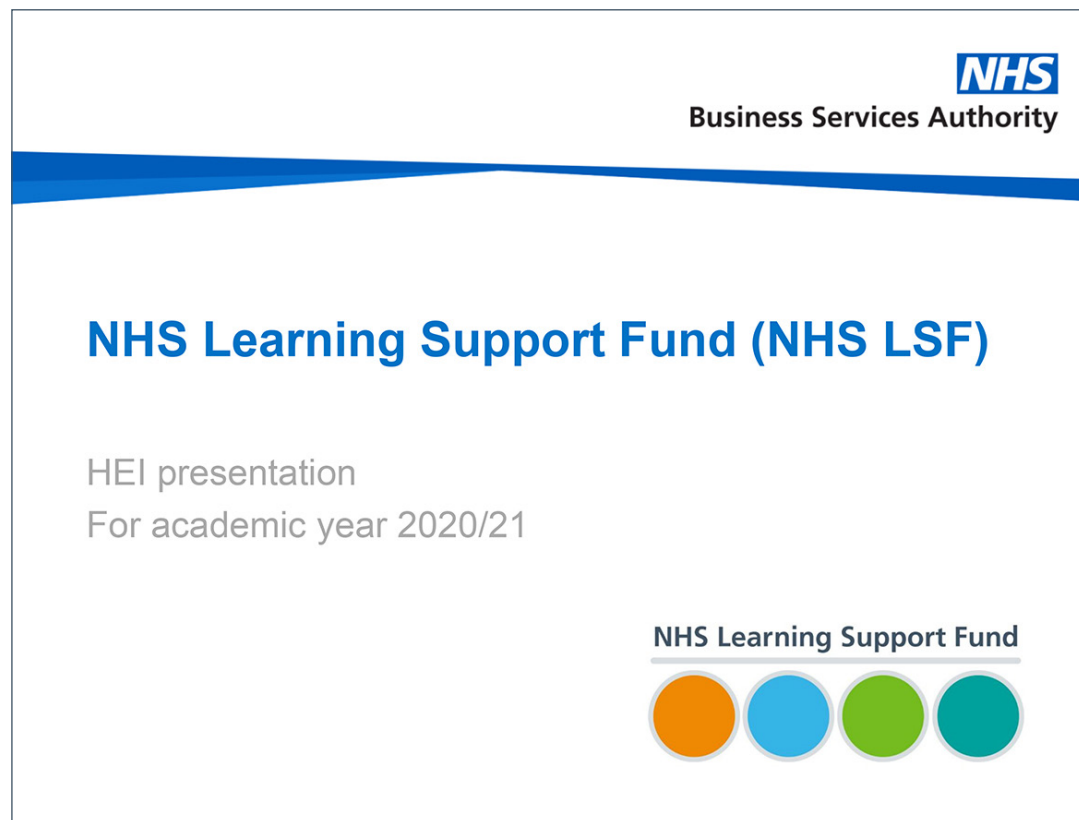 NHS
Business Services Authority
NHS Learning Support Fund (NHS LSF)
HEI presentation
For academic year 2020/21
NHS Learning Support Fund